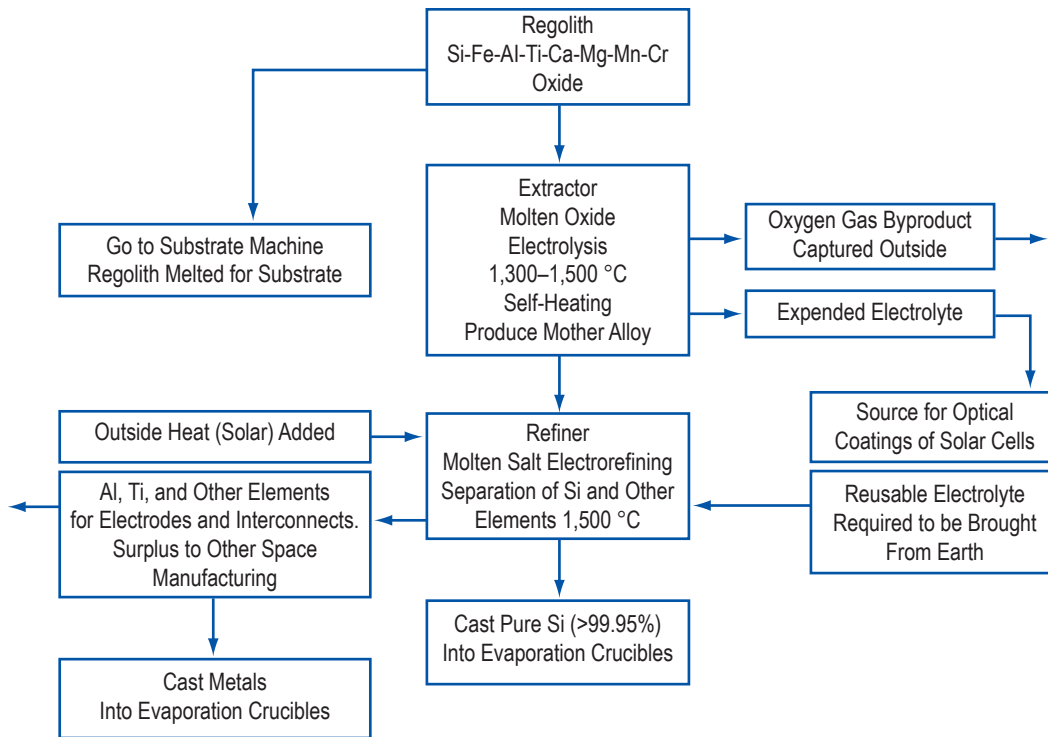 Regolith
Si-Fe-Al-Ti-Ca-Mg-Mn-Cr
Oxide
Extractor
Molten Oxide
Electrolysis
1,300–1,500 °C
Self-Heating
Produce Mother Alloy
Go to Substrate Machine
Regolith Melted for Substrate
Oxygen Gas Byproduct
Captured Outside
Expended Electrolyte
Source for Optical
Coatings of Solar Cells
Outside Heat (Solar) Added
Refiner
Molten Salt Electrorefining
Separation of Si and Other
Elements 1,500 °C
Al, Ti, and Other Elements
for Electrodes and Interconnects.
Surplus to Other Space
Manufacturing
Reusable Electrolyte
Required to be Brought
From Earth
Cast Pure Si (>99.95%)
Into Evaporation Crucibles
Cast Metals
Into Evaporation Crucibles